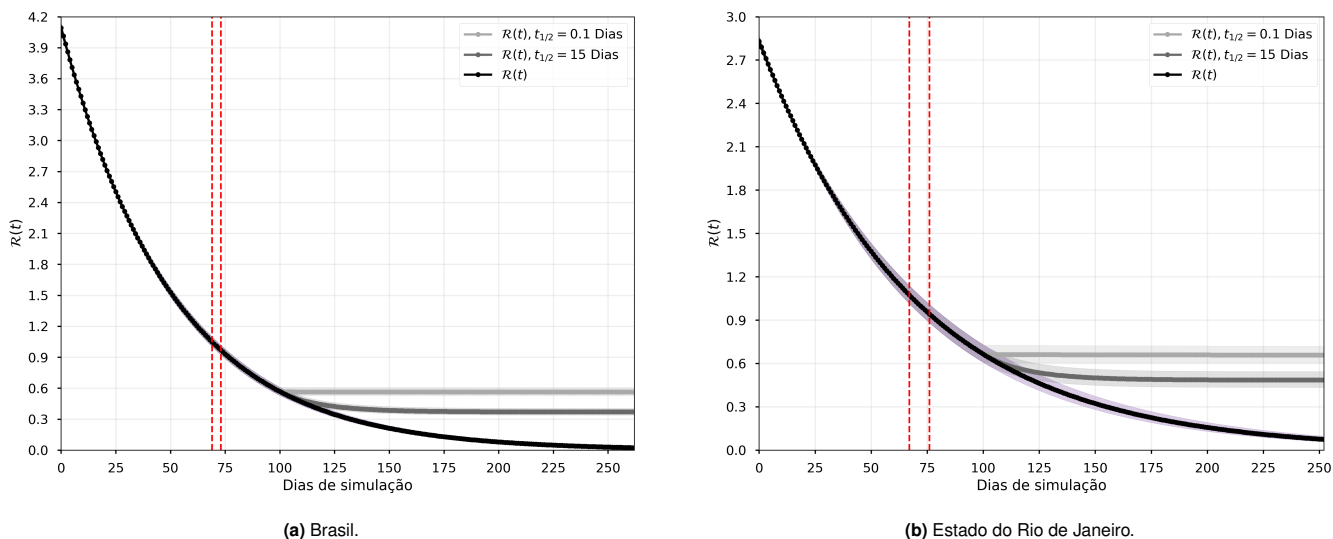 4.2
3.9
3.6
3.3
3.0
2.7
2.4
2.1
1.8
1.5
1.2
0.9
0.6
0.3
0.0
R(t)
R(t), t1/2 = 0.1 Dias
R(t), t1/2 = 15 Dias
R(t)
0 25 50 75 100 125 150 175 200 225 250
Dias de simulação
(a) Brasil.
3.0
2.7
2.4
2.1
1.8
1.5
1.2
0.9
0.6
0.3
0.0
R(t)
R(t), t1/2 = 0.1 Dias
R(t), t1/2 = 15 Dias
R(t)
0 25 50 75 100 125 150 175 200 225 250
Dias de simulação
(b) Estado do Rio de Janeiro.